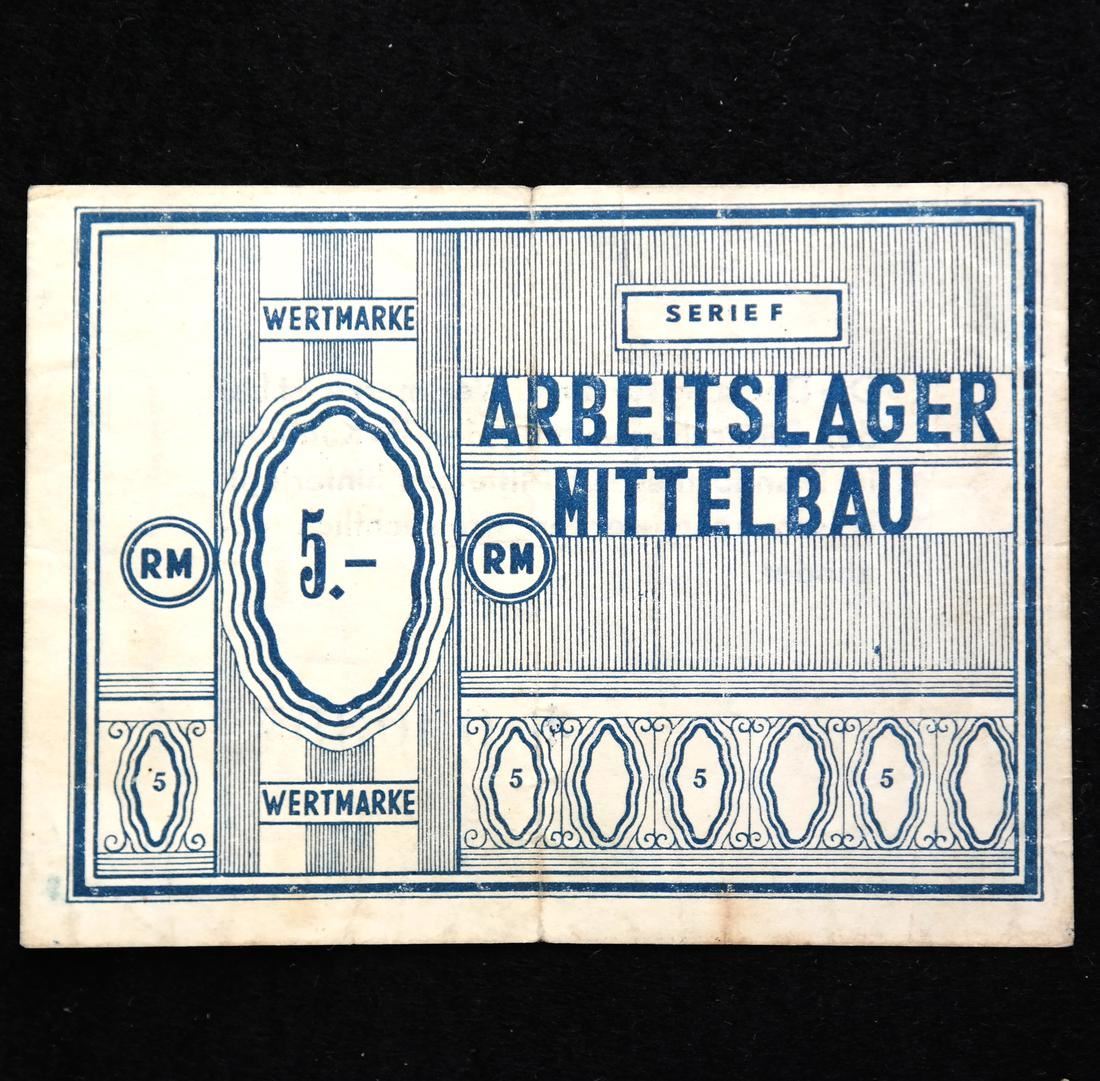 WERTMARKE
SERIE F
ARBEITSLAGER
MITTELBAU
RM
5.–
RM
5
5
5
5
WERTMARKE